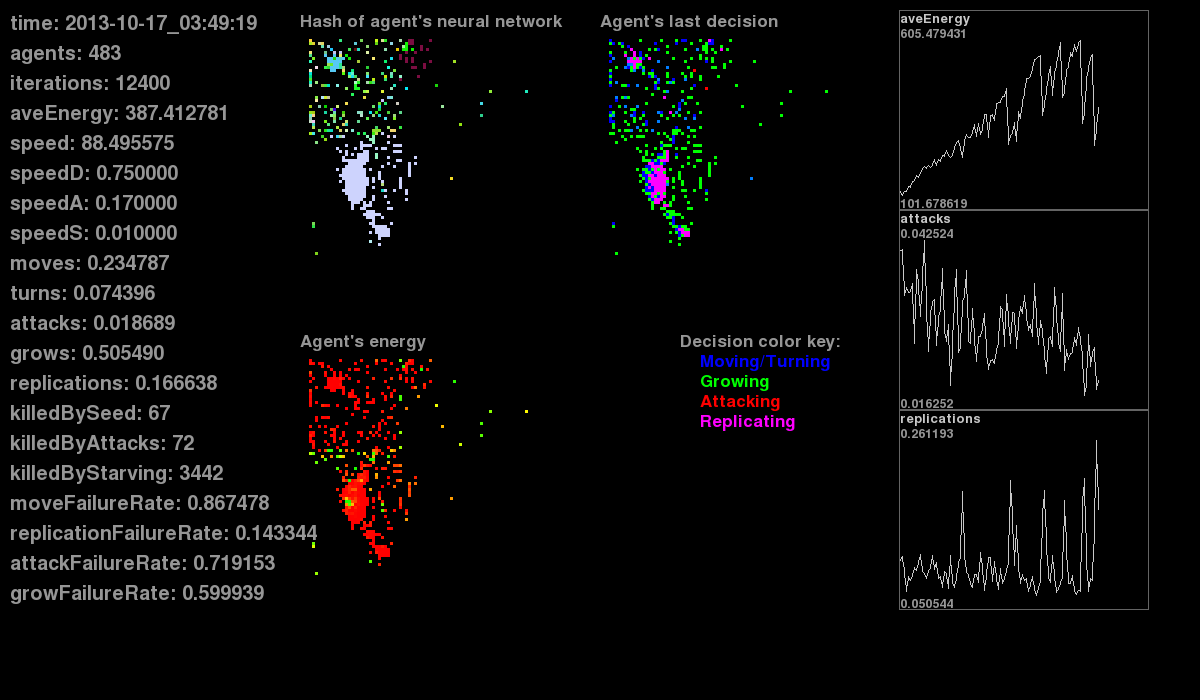 time: 2013-10-17_03:49:19
agents: 483
iterations: 12400
aveEnergy: 387.412781
speed: 88.495575
speedD: 0.750000
speedA: 0.170000
speedS: 0.010000
moves: 0.234787
turns: 0.074396
attacks: 0.018689
grows: 0.505490
replications: 0.166638
killedBySeed: 67
killedByAttacks: 72
killedByStarving: 3442
moveFailureRate: 0.867478
replicationFailureRate: 0.143344
attackFailureRate: 0.719153
growFailureRate: 0.599939
Hash of agent's neural network
Agent's last decision
Agent's energy
Decision color key:
Moving/Turning
Growing
Attacking
Replicating
aveEnergy
605.479431
101.678619
attacks
0.042524
0.016252
replications
0.261193
0.050544